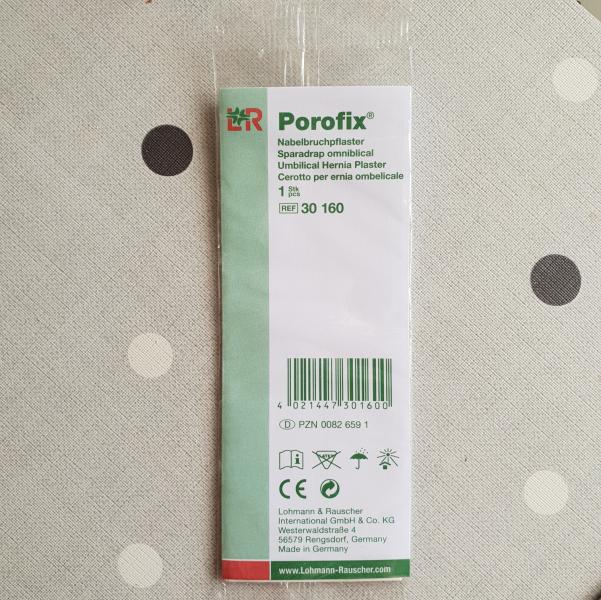 L&R
Porofix®
Nabelbruchpflaster
Sparadrap omniblical
Umbilical Hernia Plaster
Cerotto per ernia ombelicale
1 Stk
pcs
REF 30 160
4 021447 301600
D PZN 0082 659 1
LATEX
CE
Lohmann & Rauscher
International GmbH & Co. KG
Westerwaldstraße 4
56579 Rengsdorf, Germany
Made in Germany
www.Lohmann-Rauscher.com